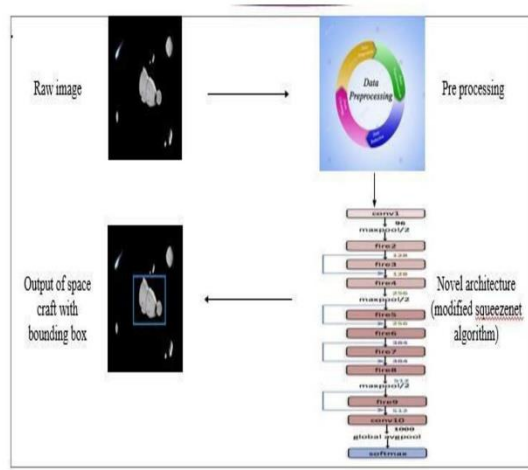 Raw image
Data
Preprocessing
Pre processing
conv1
96
maxpool/2
fire2
128
fire3
128
fire4
256
maxpool/2
fire5
256
fire6
384
fire7
384
fire8
512
maxpool/2
fire9
512
conv10
1000
global avgpool
softmax
Output of space
craft with
bounding box
Novel architecture
(modified squeezenet
algorithm)